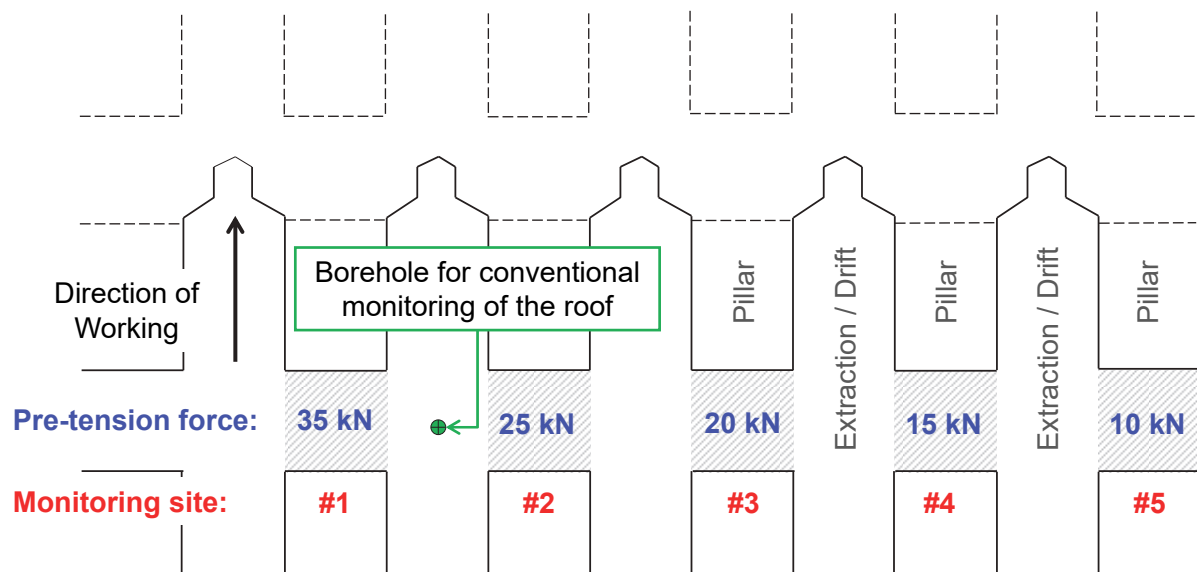 Borehole for conventional
monitoring of the roof
Direction of
Working
Pillar
Extraction / Drift
Pillar
Extraction / Drift
Pillar
Pre-tension force:
35 kN
25 kN
20 kN
15 kN
10 kN
Monitoring site:
#1
#2
#3
#4
#5